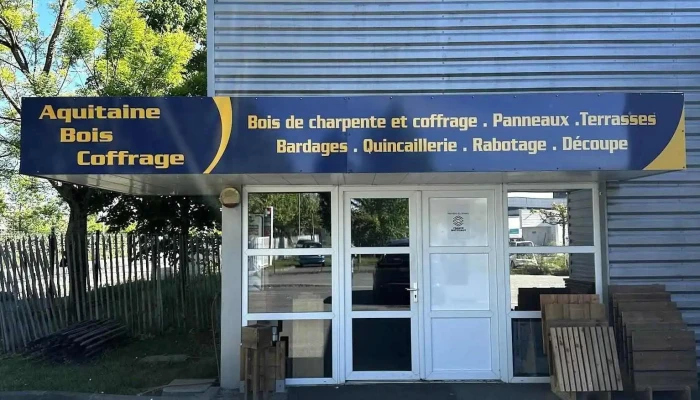 Aquitaine
Bois
Coffrage
Bois de charpente et coffrage . Panneaux .Terrasses
Bardages . Quincaillerie . Rabotage . Découpe